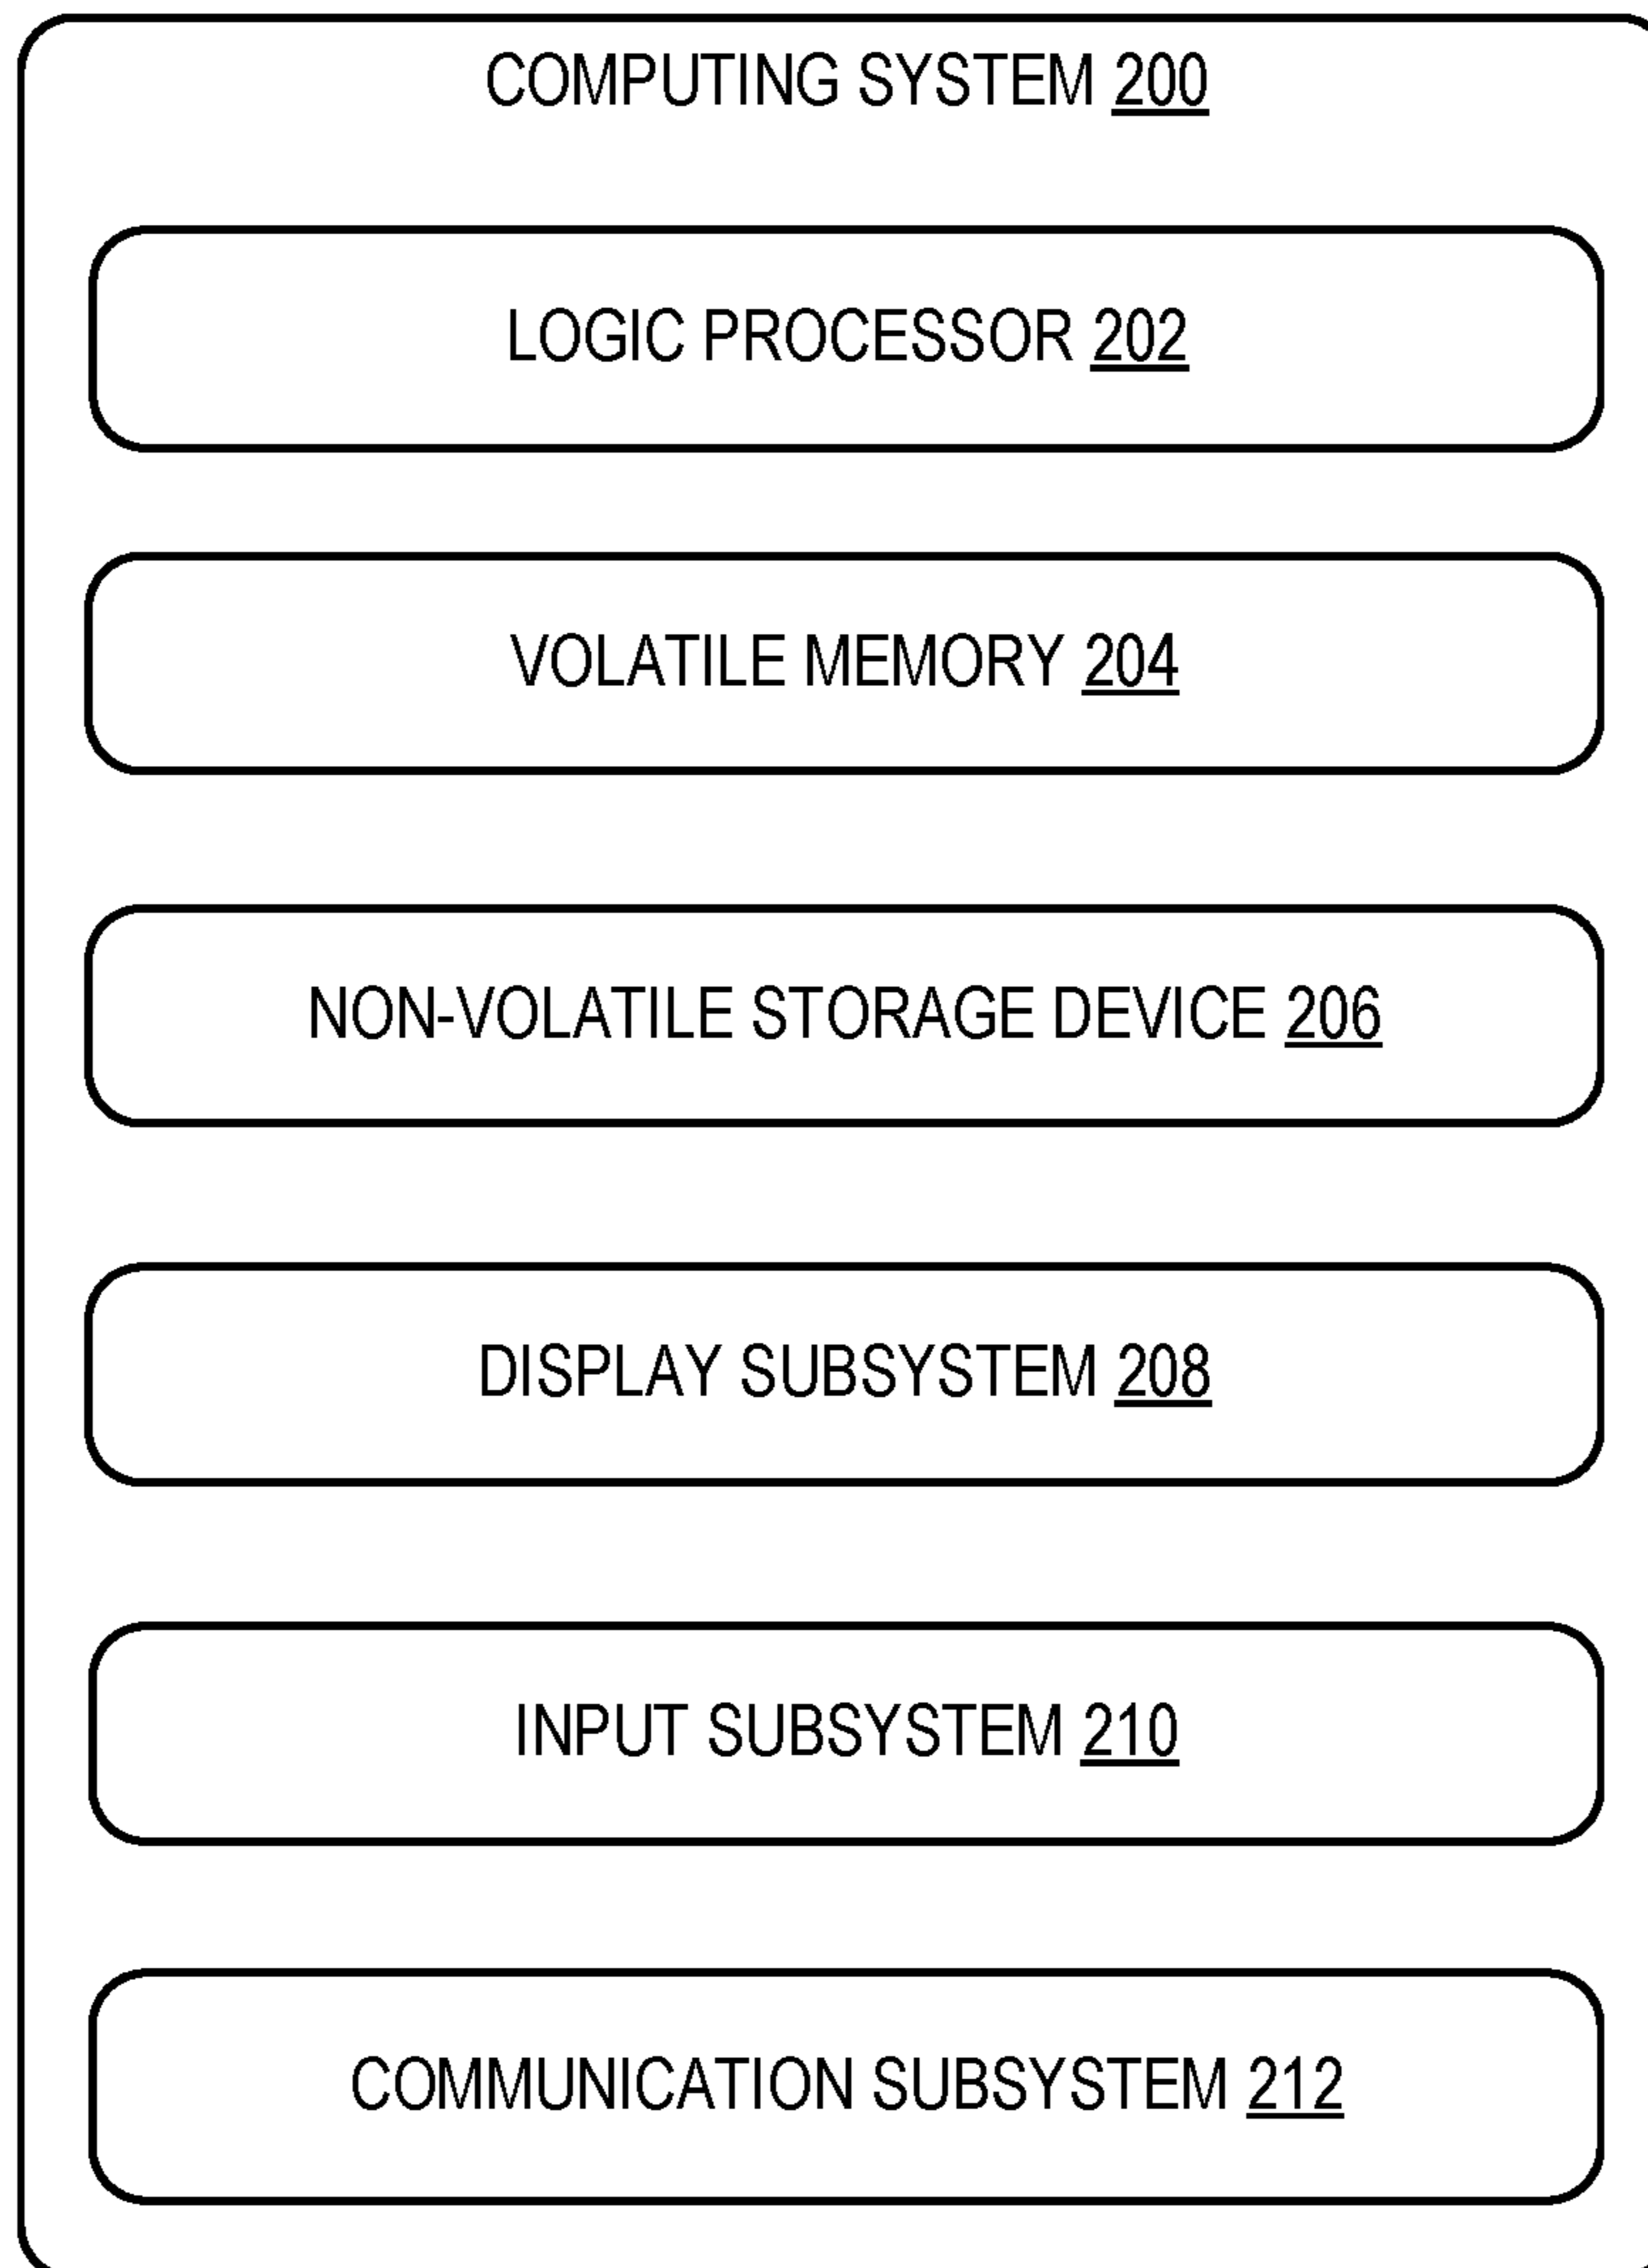 COMPUTING SYSTEM 200
LOGIC PROCESSOR 202
VOLATILE MEMORY 204
NON-VOLATILE STORAGE DEVICE 206
DISPLAY SUBSYSTEM 208
INPUT SUBSYSTEM 210
COMMUNICATION SUBSYSTEM 212